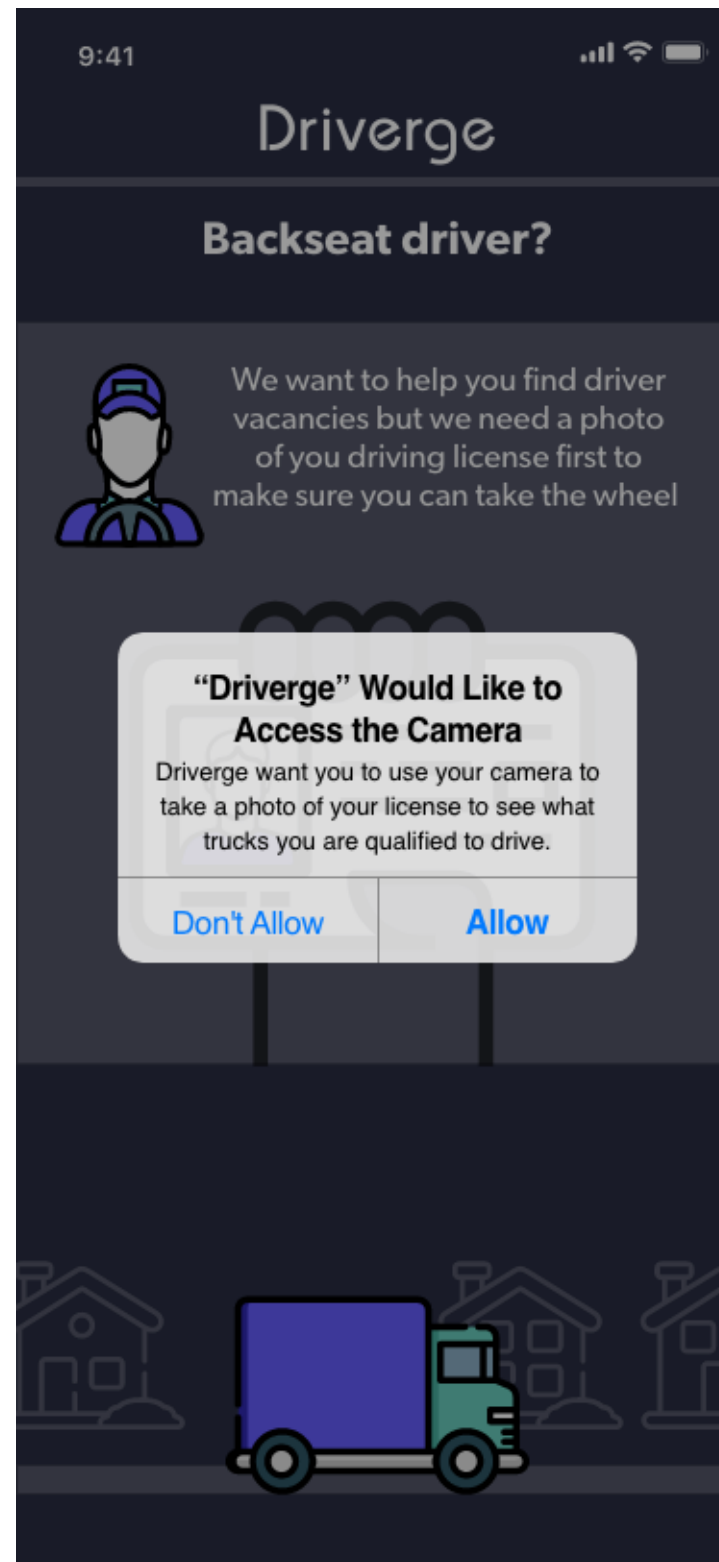 9:41
Driverge
Backseat driver?
We want to help you find driver
vacancies but we need a photo
of you driving license first to
make sure you can take the wheel
“Driverge” Would Like to
Access the Camera
Driverge want you to use your camera to
take a photo of your license to see what
trucks you are qualified to drive.
Don't Allow
Allow